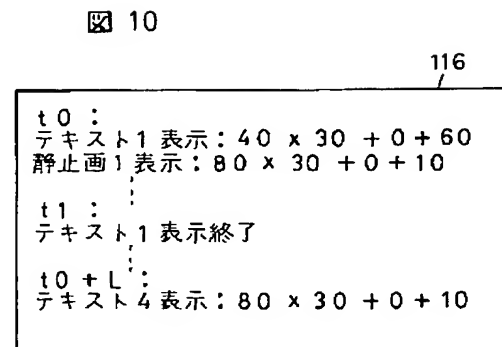 図 10
116
t0 :
テキスト1 表示 : 40 x 30 +0+60
静止画1 表示 : 80 x 30 +0+10
t1 :
テキスト1 表示終了
t0+L :
テキスト4 表示 : 80 x 30 +0+10